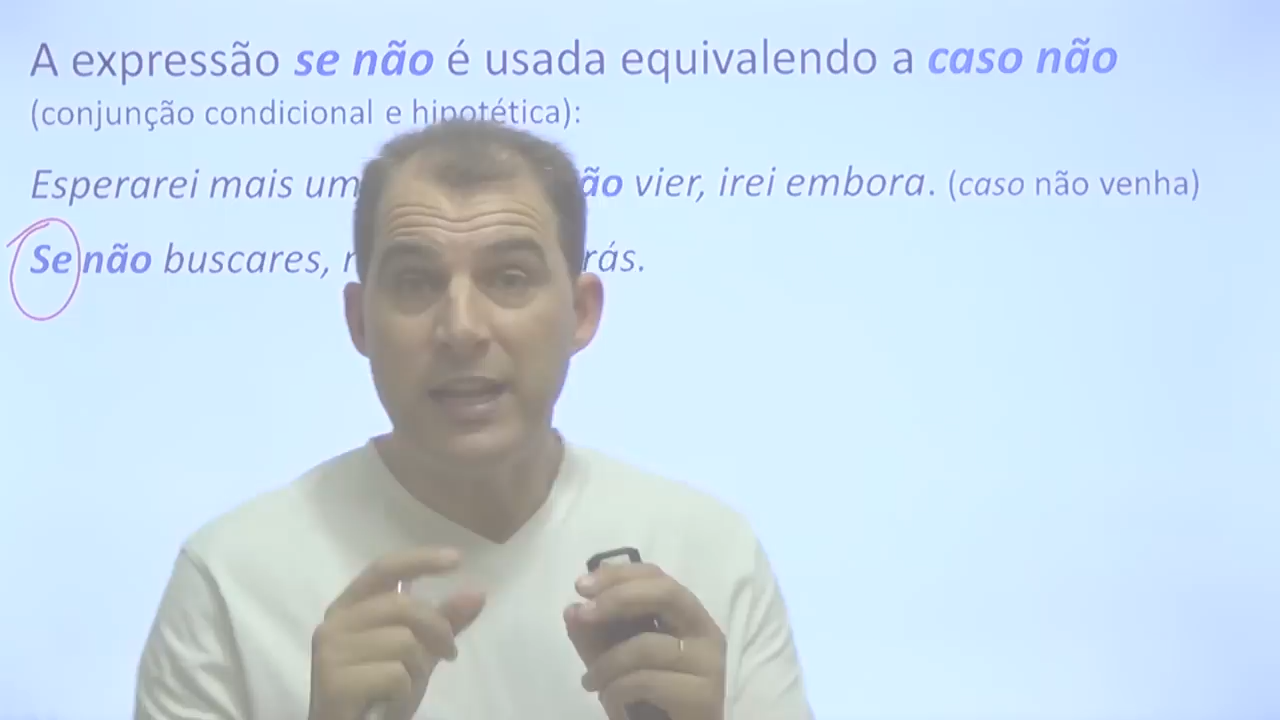 A expressão se não é usada equivalendo a caso não
(conjunção condicional e hipotética):
Esperarei mais um vier, irei embora. (caso não venha)
Se não buscares,